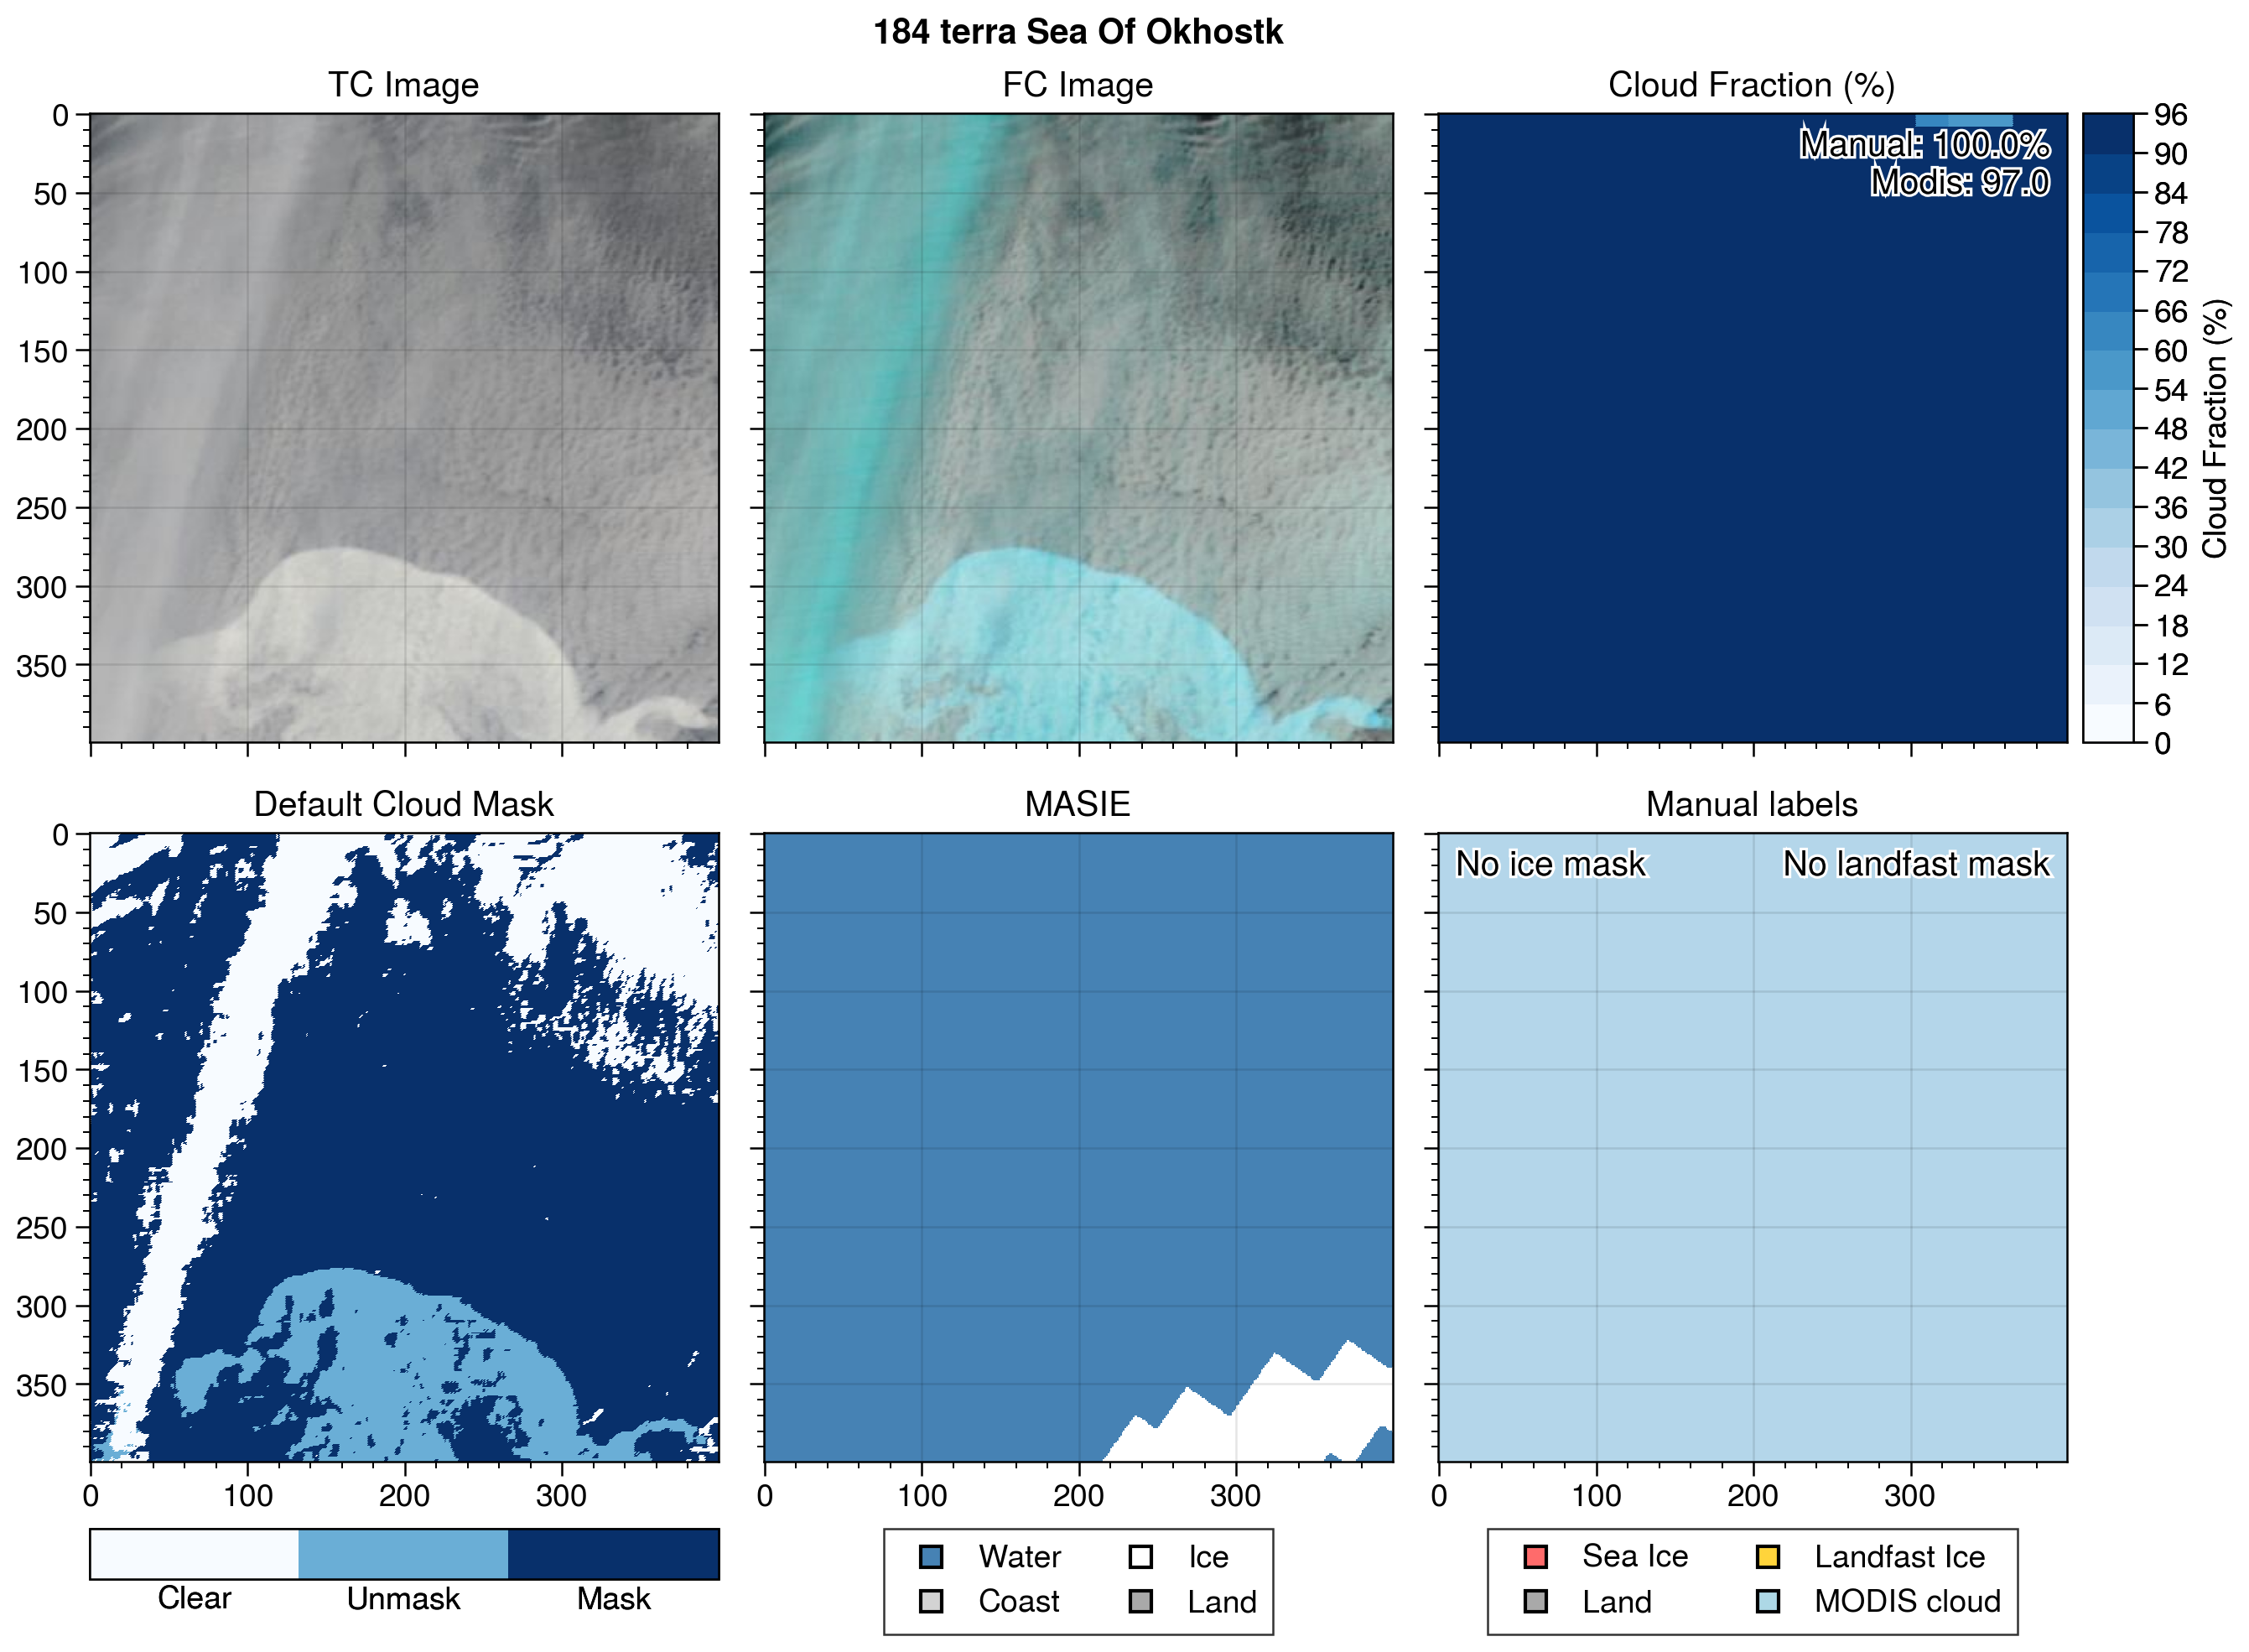 184 terra Sea Of Okhostk
TC Image
FC Image
Cloud Fraction (%)
0
50
100
150
200
250
300
350
Manual: 100.0%
Modis: 97.0
96
90
84
78
72
66
60
54
48
42
36
30
24
18
12
6
0
Cloud Fraction (%)
Default Cloud Mask
MASIE
Manual labels
0
50
100
150
200
250
300
350
No ice mask
No landfast mask
0 100 200 300
0 100 200 300
0 100 200 300
Clear Unmask Mask
Water Ice
Coast Land
Sea Ice Landfast Ice
Land MODIS cloud